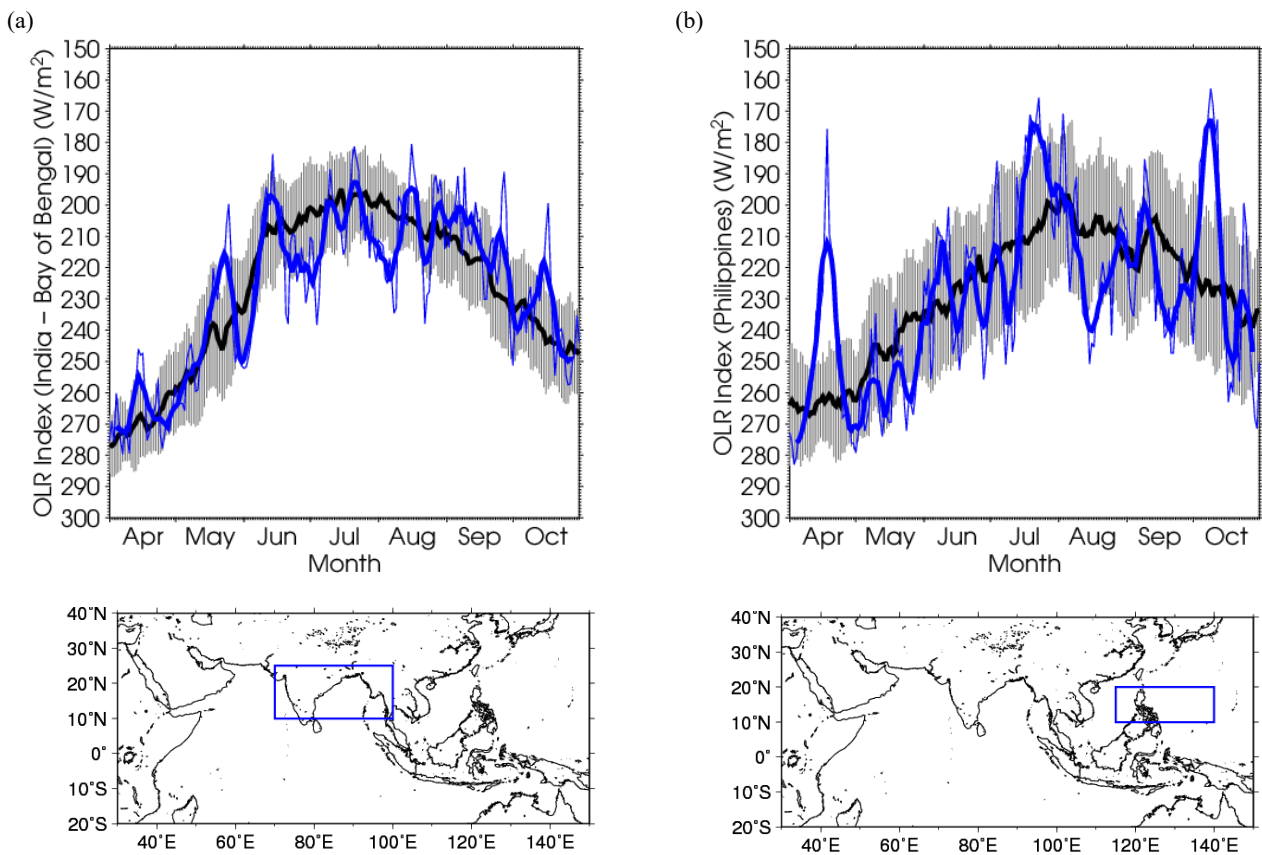 (a)
OLR Index (India – Bay of Bengal) (W/m²)
150
160
170
180
190
200
210
220
230
240
250
260
270
280
290
300
Apr May Jun Jul Aug Sep Oct
Month
40°N
30°N
20°N
10°N
0°
10°S
20°S
40°E 60°E 80°E 100°E 120°E 140°E
(b)
OLR Index (Philippines) (W/m²)
150
160
170
180
190
200
210
220
230
240
250
260
270
280
290
300
Apr May Jun Jul Aug Sep Oct
Month
40°N
30°N
20°N
10°N
0°
10°S
20°S
40°E 60°E 80°E 100°E 120°E 140°E